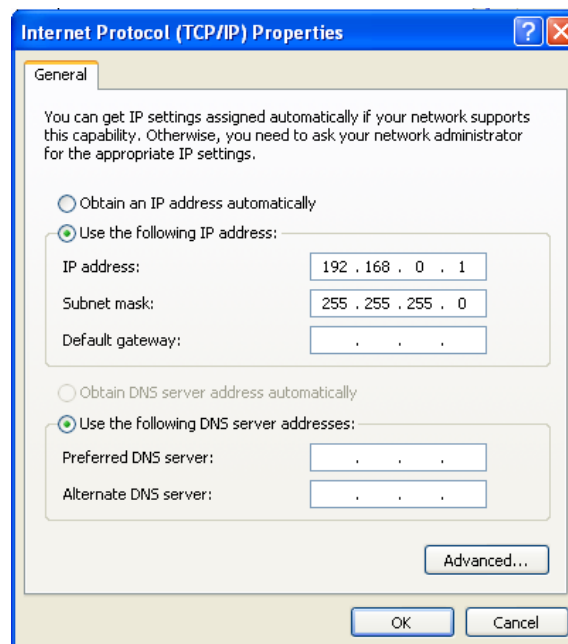 Internet Protocol (TCP/IP) Properties
General
You can get IP settings assigned automatically if your network supports
this capability. Otherwise, you need to ask your network administrator
for the appropriate IP settings.
Obtain an IP address automatically
Use the following IP address:
IP address: 192 . 168 . 0 . 1
Subnet mask: 255 . 255 . 255 . 0
Default gateway: . . .
Obtain DNS server address automatically
Use the following DNS server addresses:
Preferred DNS server: . . .
Alternate DNS server: . . .
Advanced...
OK Cancel